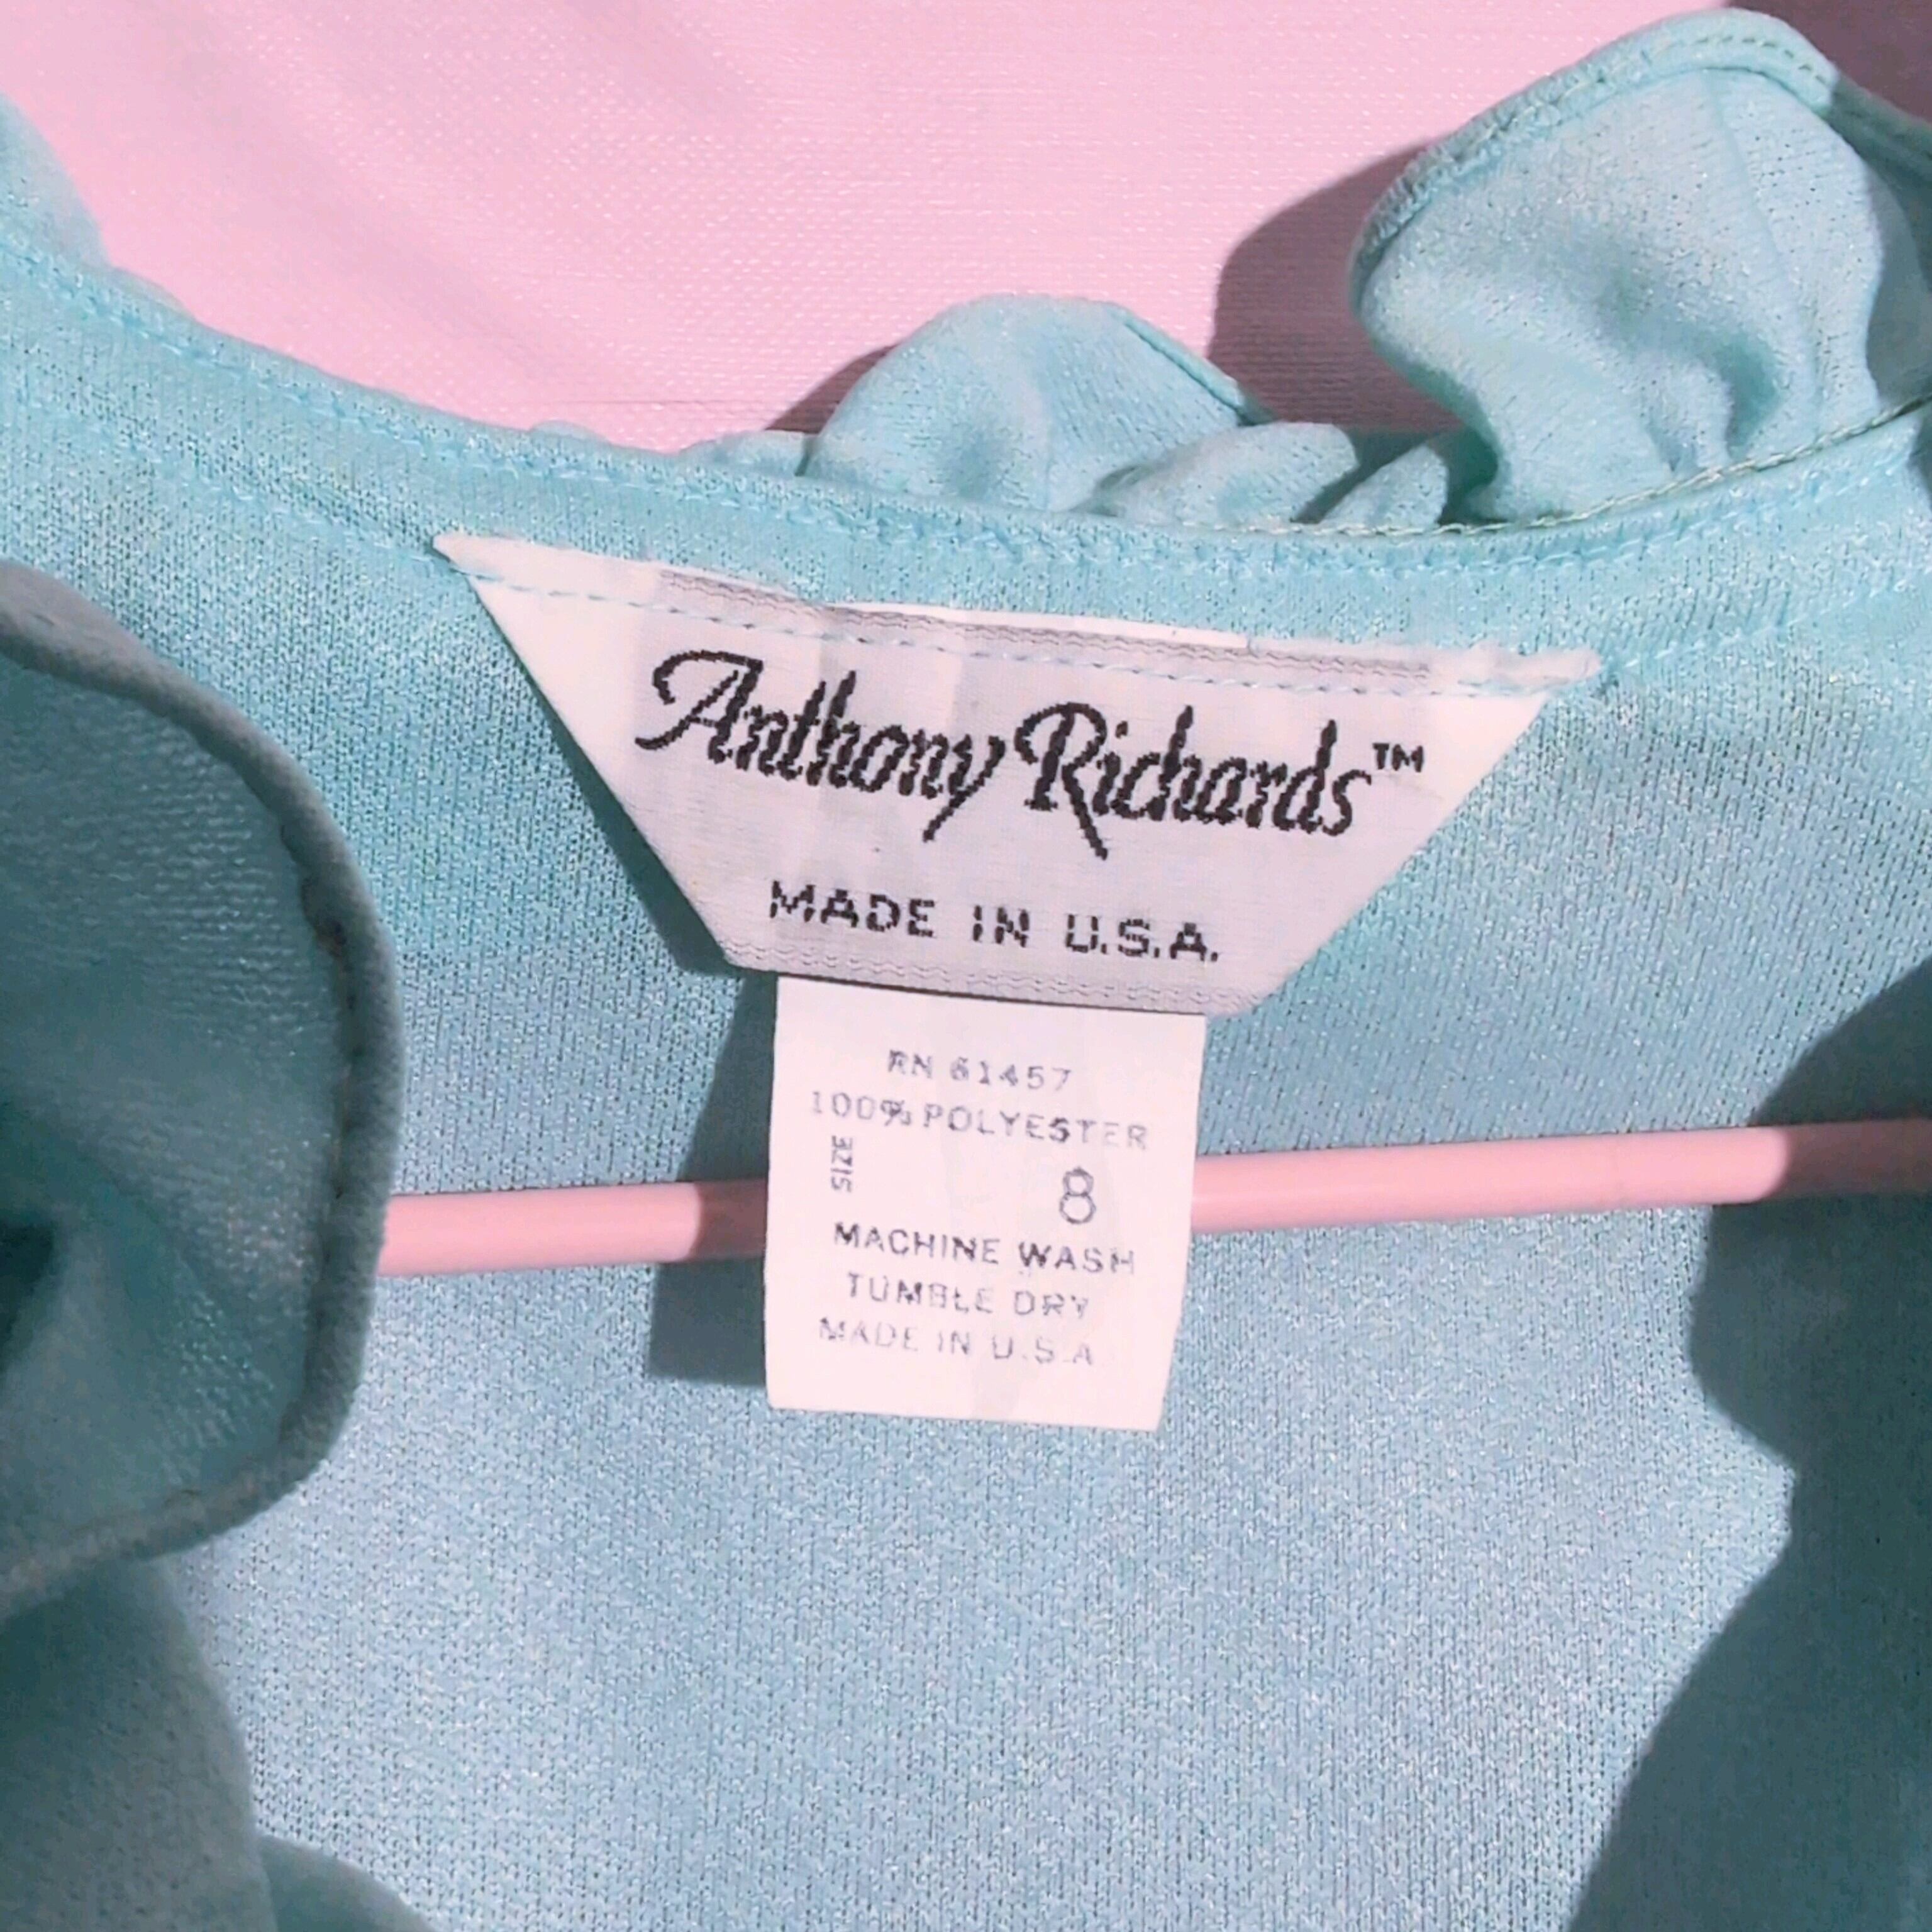 Anthony Richards™
MADE IN U.S.A.
RN 61457
100% POLYESTER
SIZE 8
MACHINE WASH
TUMBLE DRY
MADE IN U.S.A.